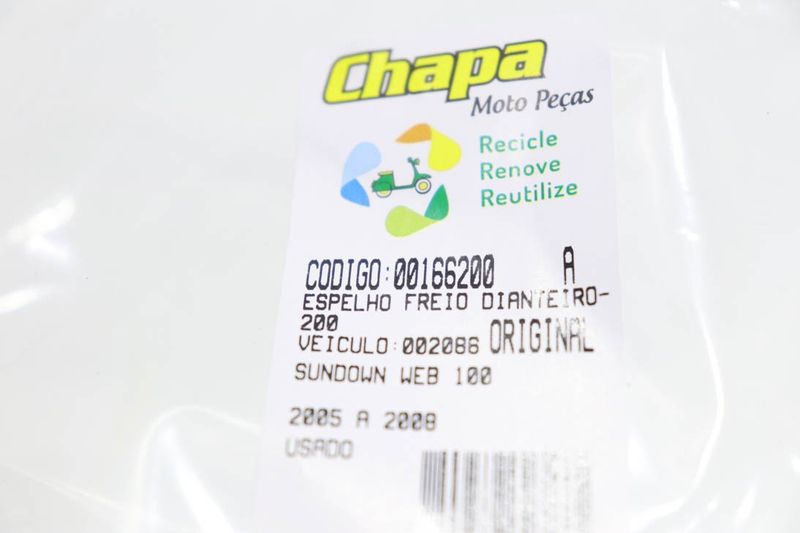 Chapa
Moto Peças
Recicle
Renove
Reutilize
CODIGO:00166200 A
ESPELHO FREIO DIANTEIRO-
200
VEICULO:002086 ORIGINAL
SUNDOWN WEB 100
2005 A 2008
USADO